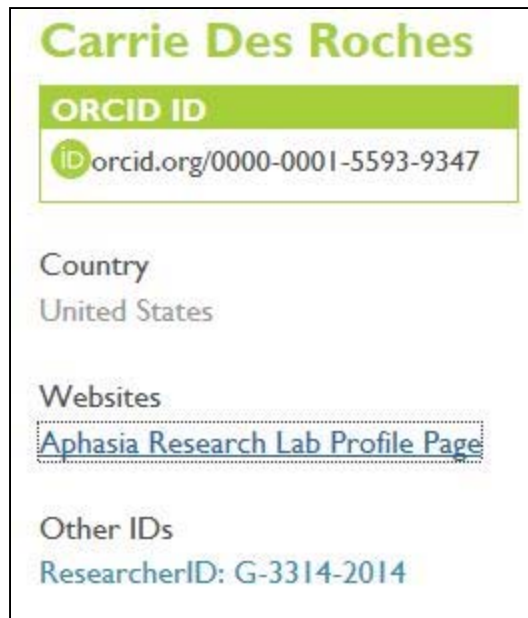 Carrie Des Roches
ORCID ID
iD orcid.org/0000-0001-5593-9347
Country
United States
Websites
Aphasia Research Lab Profile Page
Other IDs
ResearcherID: G-3314-2014